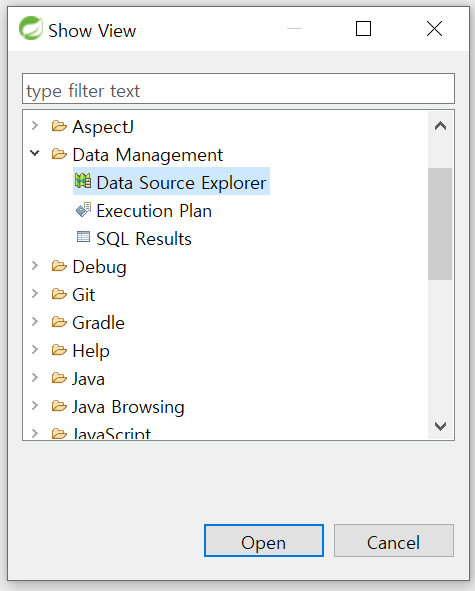 Show View
type filter text
AspectJ
Data Management
Data Source Explorer
Execution Plan
SQL Results
Debug
Git
Gradle
Help
Java
Java Browsing
JavaScript
Open
Cancel